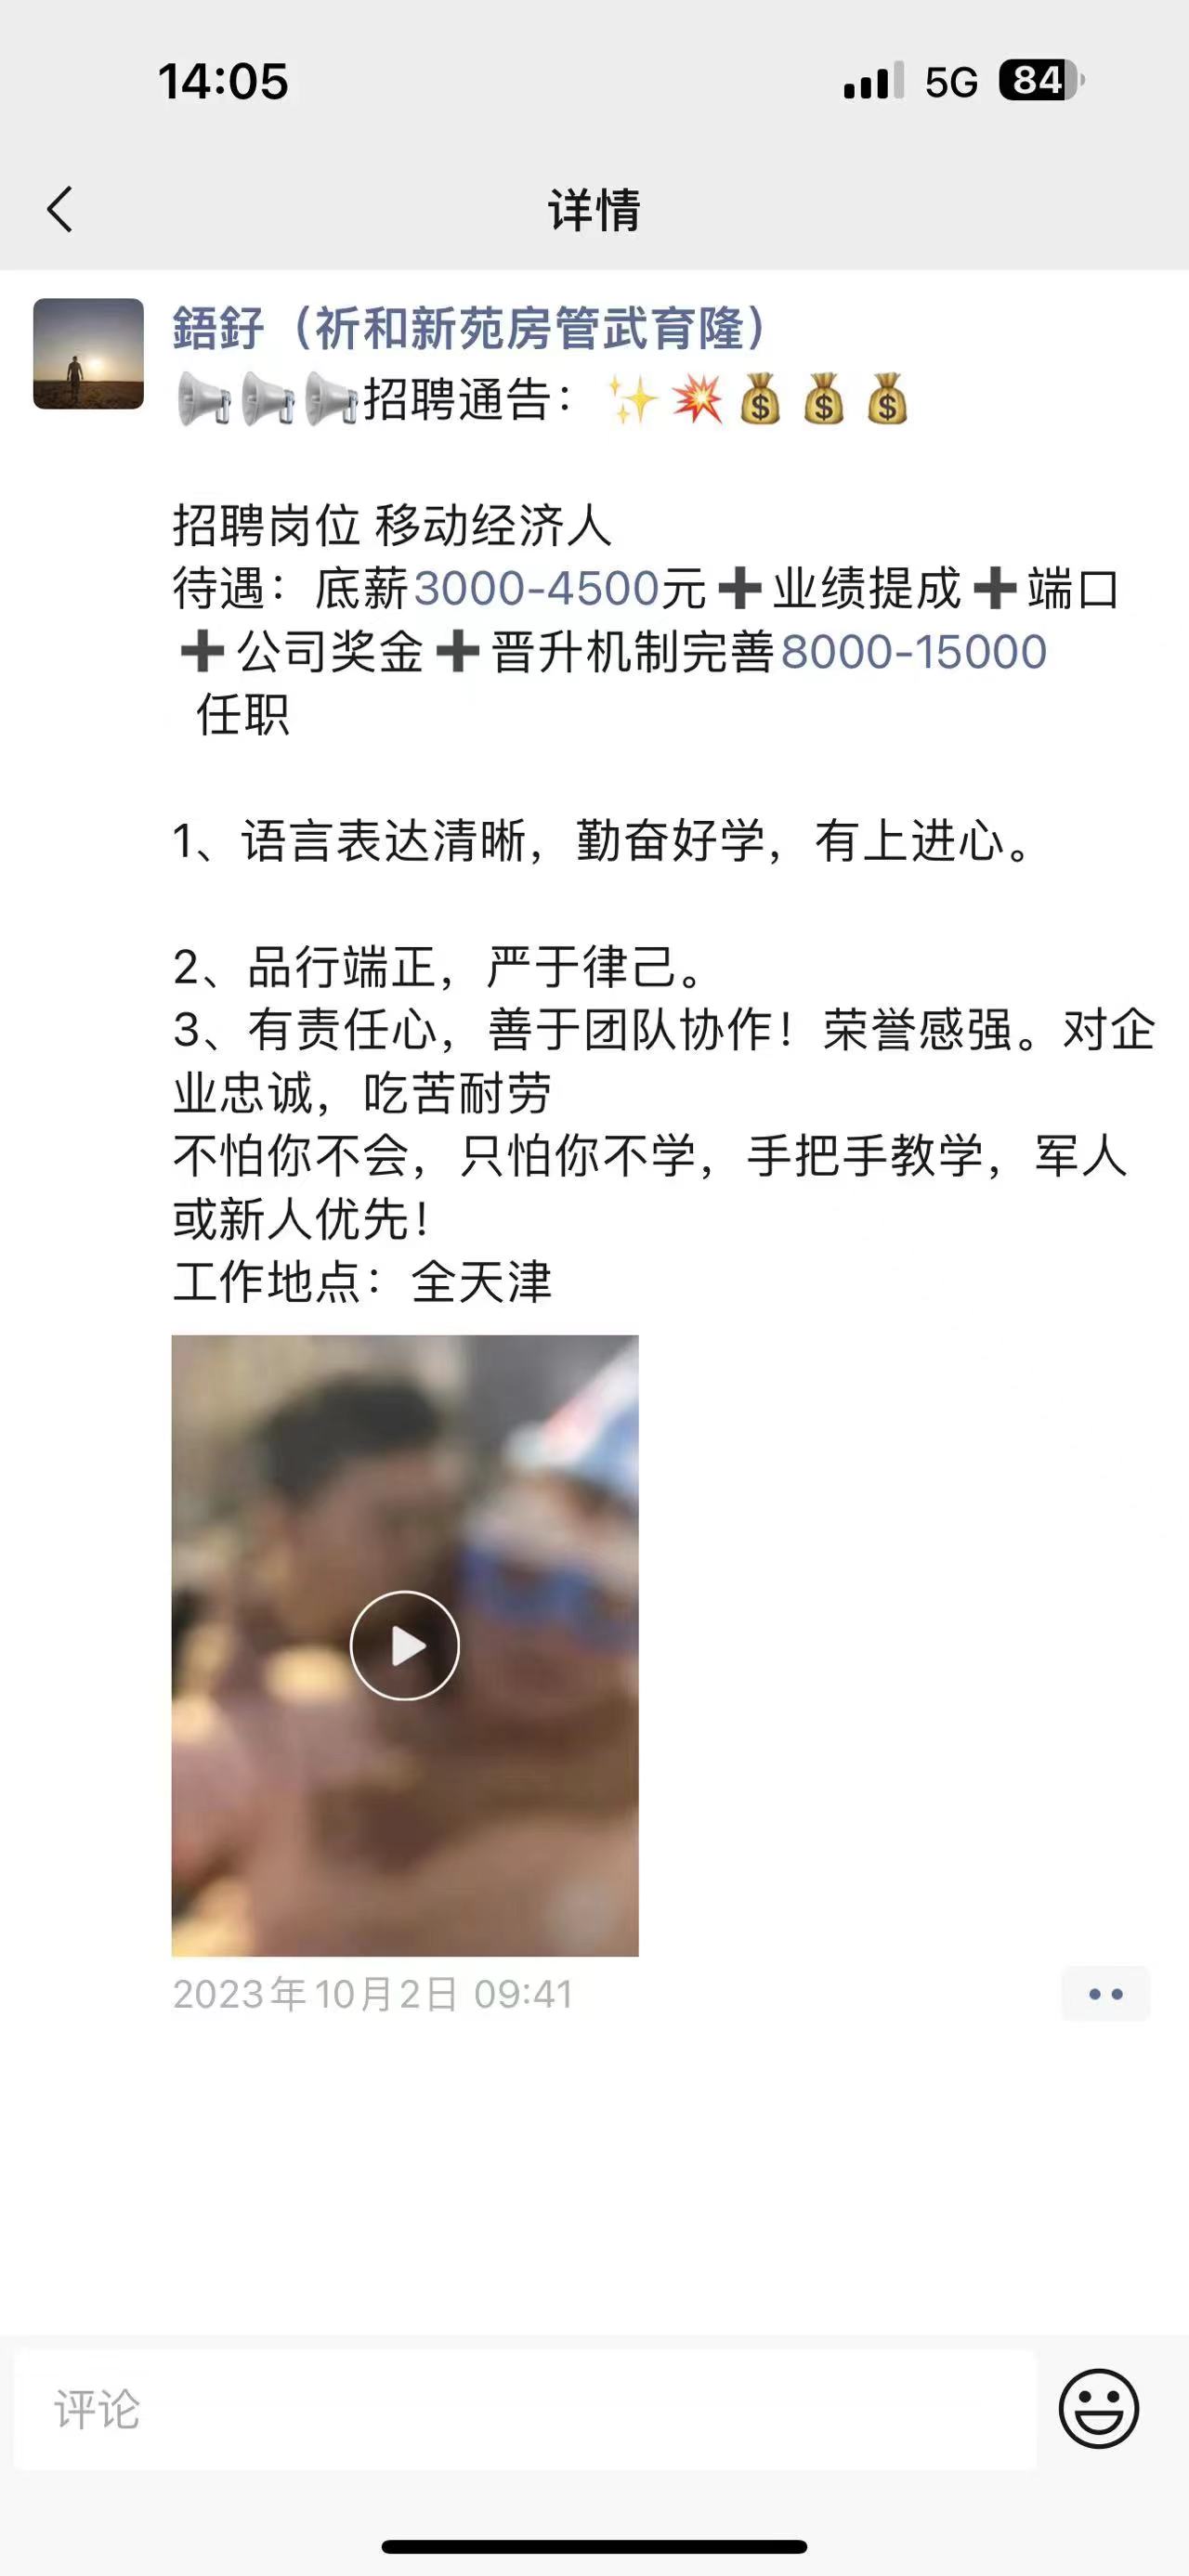 14:05
5G 84
详情
鋙釨（祈和新苑房管武育隆）
📢📢📢招聘通告：✨💥💰💰💰
招聘岗位 移动经济人
待遇：底薪3000-4500元➕业绩提成➕端口
➕公司奖金➕晋升机制完善8000-15000
任职
1、语言表达清晰，勤奋好学，有上进心。
2、品行端正，严于律己。
3、有责任心，善于团队协作！荣誉感强。对企
业忠诚，吃苦耐劳
不怕你不会，只怕你不学，手把手教学，军人
或新人优先！
工作地点：全天津
2023年10月2日 09:41
评论